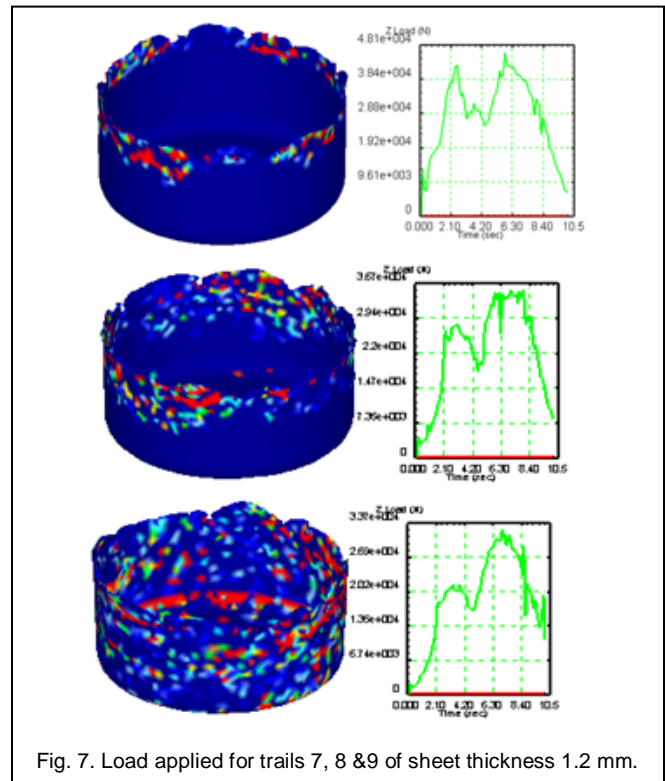 Z Load (N)
4.81e+004
3.84e+004
2.88e+004
1.92e+004
9.61e+003
0
0.000 2.10 4.20 6.30 8.40 10.5
Time (sec)
Z Load (N)
3.67e+004
2.94e+004
2.2e+004
1.47e+004
7.35e+003
0
0.000 2.10 4.20 6.30 8.40 10.5
Time (sec)
Z Load (N)
3.37e+004
2.69e+004
2.02e+004
1.35e+004
6.74e+003
0
0.000 2.10 4.20 6.30 8.40 10.5
Time (sec)
Fig. 7. Load applied for trails 7, 8 &9 of sheet thickness 1.2 mm.